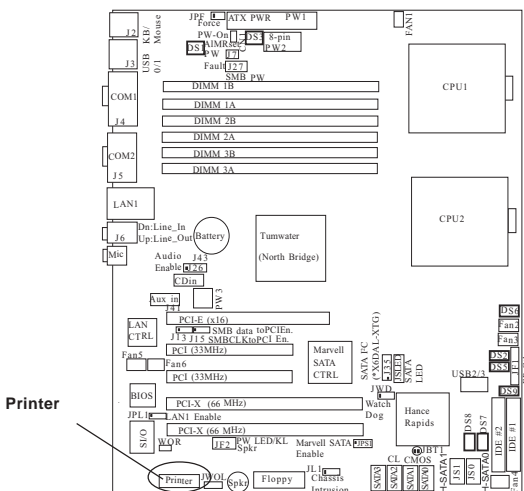 JPF
Force
PW-On
ATX PWR
PW1
8-pin
PW2
DS3
DS1
AlMRset
PW
Fault
J7
J27
SMB PW
FAN1
J2
KB/
Mouse
J3
USB
0/1
COM1
J4
COM2
J5
DIMM 1B
DIMM 1A
DIMM 2B
DIMM 2A
DIMM 3B
DIMM 3A
CPU1
CPU2
LAN1
J6
Dn:Line_In
Up:Line_Out
Mic
Battery
Audio
Enable
J43
J26
CDin
Aux in
J41
PW3
Tumwater
(North Bridge)
PCI-E (x16)
LAN
CTRL
J13
J15
SMB data toPCIEn.
SMBCLKtoPCI En.
PCI (33MHz)
Fan5
Fan6
PCI (33MHz)
Marvell
SATA
CTRL
SATA FC
(*X6DAL-XTG)
J35
JSLED
SATA
LED
DS6
Fan2
Fan3
DS2
DS5
USB2/3
DS9
BIOS
PCI-X (66 MHz)
JPL1
LAN1 Enable
PCI-X (66 MHz)
JWD
Watch
Dog
Hance
Rapids
SI/O
WOR
JF2
PW LED/KL
Spkr
Marvell SATA
Enable
JPS1
JBT1
CL CMOS
DS8
DS7
IDE #2
IDE #1
Printer
Printer
JWOL
Spkr
Floppy
JL1
Chassis
Intrusion
SATA3
SATA2
SATA1
SATA0
H-SATA1
JS1
JS0
H-SATA0
Fan4